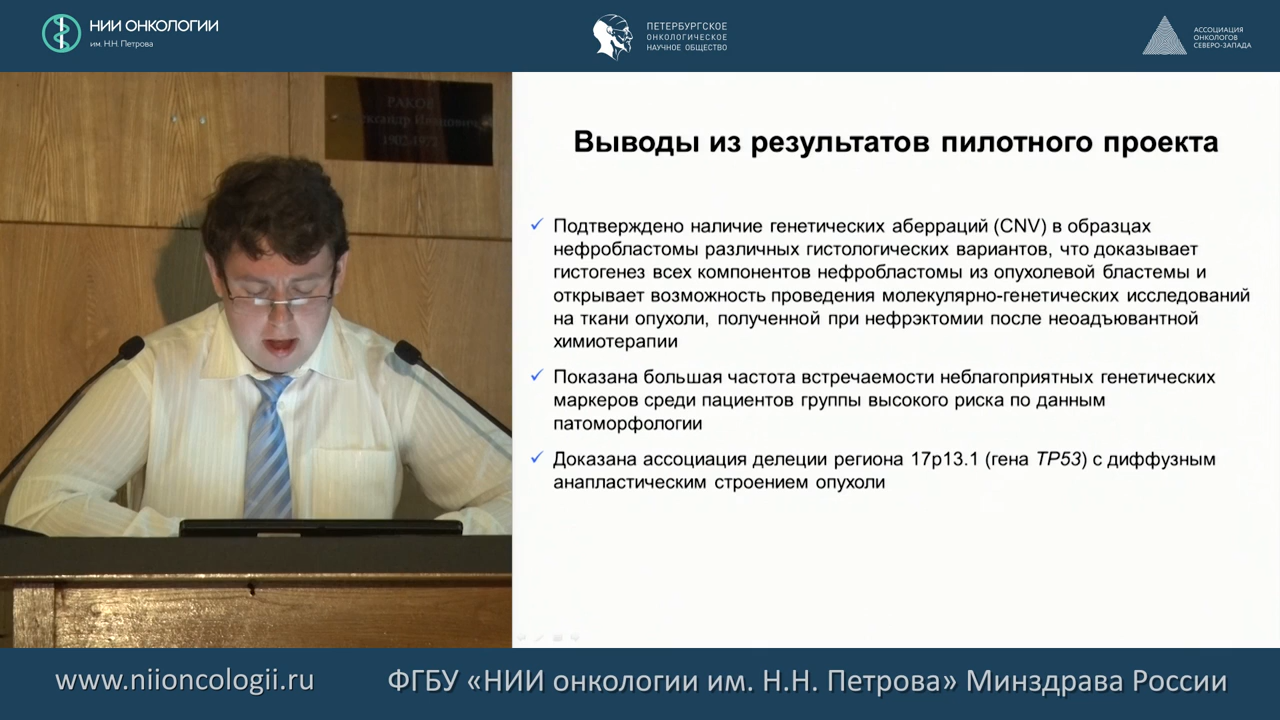 НИИ ОНКОЛОГИИ
им. Н.Н. Петрова
ПЕТЕРБУРГСКОЕ
ОНКОЛОГИЧЕСКОЕ
НАУЧНОЕ ОБЩЕСТВО
АССОЦИАЦИЯ
ОНКОЛОГОВ
СЕВЕРО-ЗАПАДА
РАКОВ
1902-1972
Выводы из результатов пилотного проекта
✓ Подтверждено наличие генетических аберраций (CNV) в образцах
нефробластомы различных гистологических вариантов, что доказывает
гистогенез всех компонентов нефробластомы из опухолевой бластемы и
открывает возможность проведения молекулярно-генетических исследований
на ткани опухоли, полученной при нефрэктомии после неоадъювантной
химиотерапии
✓ Показана большая частота встречаемости неблагоприятных генетических
маркеров среди пациентов группы высокого риска по данным
патоморфологии
✓ Доказана ассоциация делеции региона 17p13.1 (гена TP53) с диффузным
анапластическим строением опухоли
www.niioncologii.ru
ФГБУ «НИИ онкологии им. Н.Н. Петрова» Минздрава России